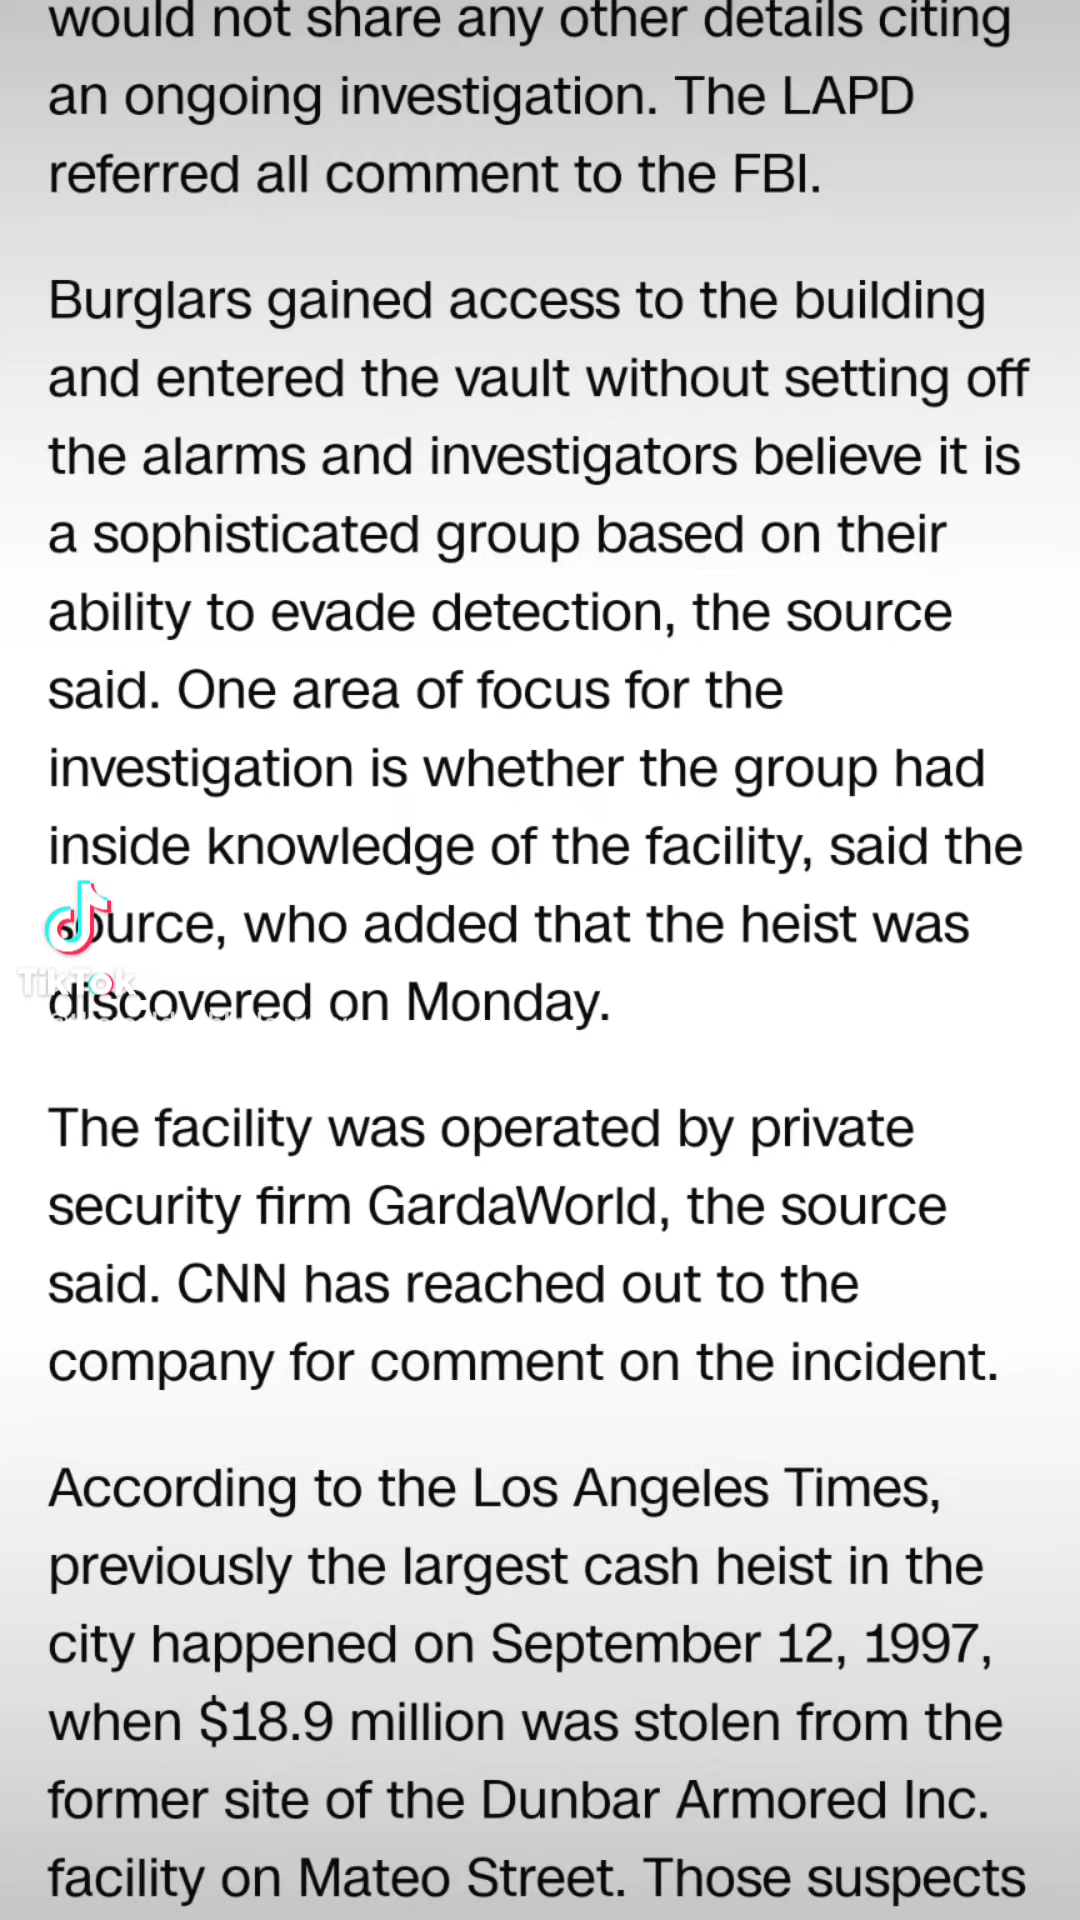 would not share any other details citing
an ongoing investigation. The LAPD
referred all comment to the FBI.
Burglars gained access to the building
and entered the vault without setting off
the alarms and investigators believe it is
a sophisticated group based on their
ability to evade detection, the source
said. One area of focus for the
investigation is whether the group had
inside knowledge of the facility, said the
source, who added that the heist was
TikTok
discovered on Monday.
The facility was operated by private
security firm GardaWorld, the source
said. CNN has reached out to the
company for comment on the incident.
According to the Los Angeles Times,
previously the largest cash heist in the
city happened on September 12, 1997,
when $18.9 million was stolen from the
former site of the Dunbar Armored Inc.
facility on Mateo Street. Those suspects